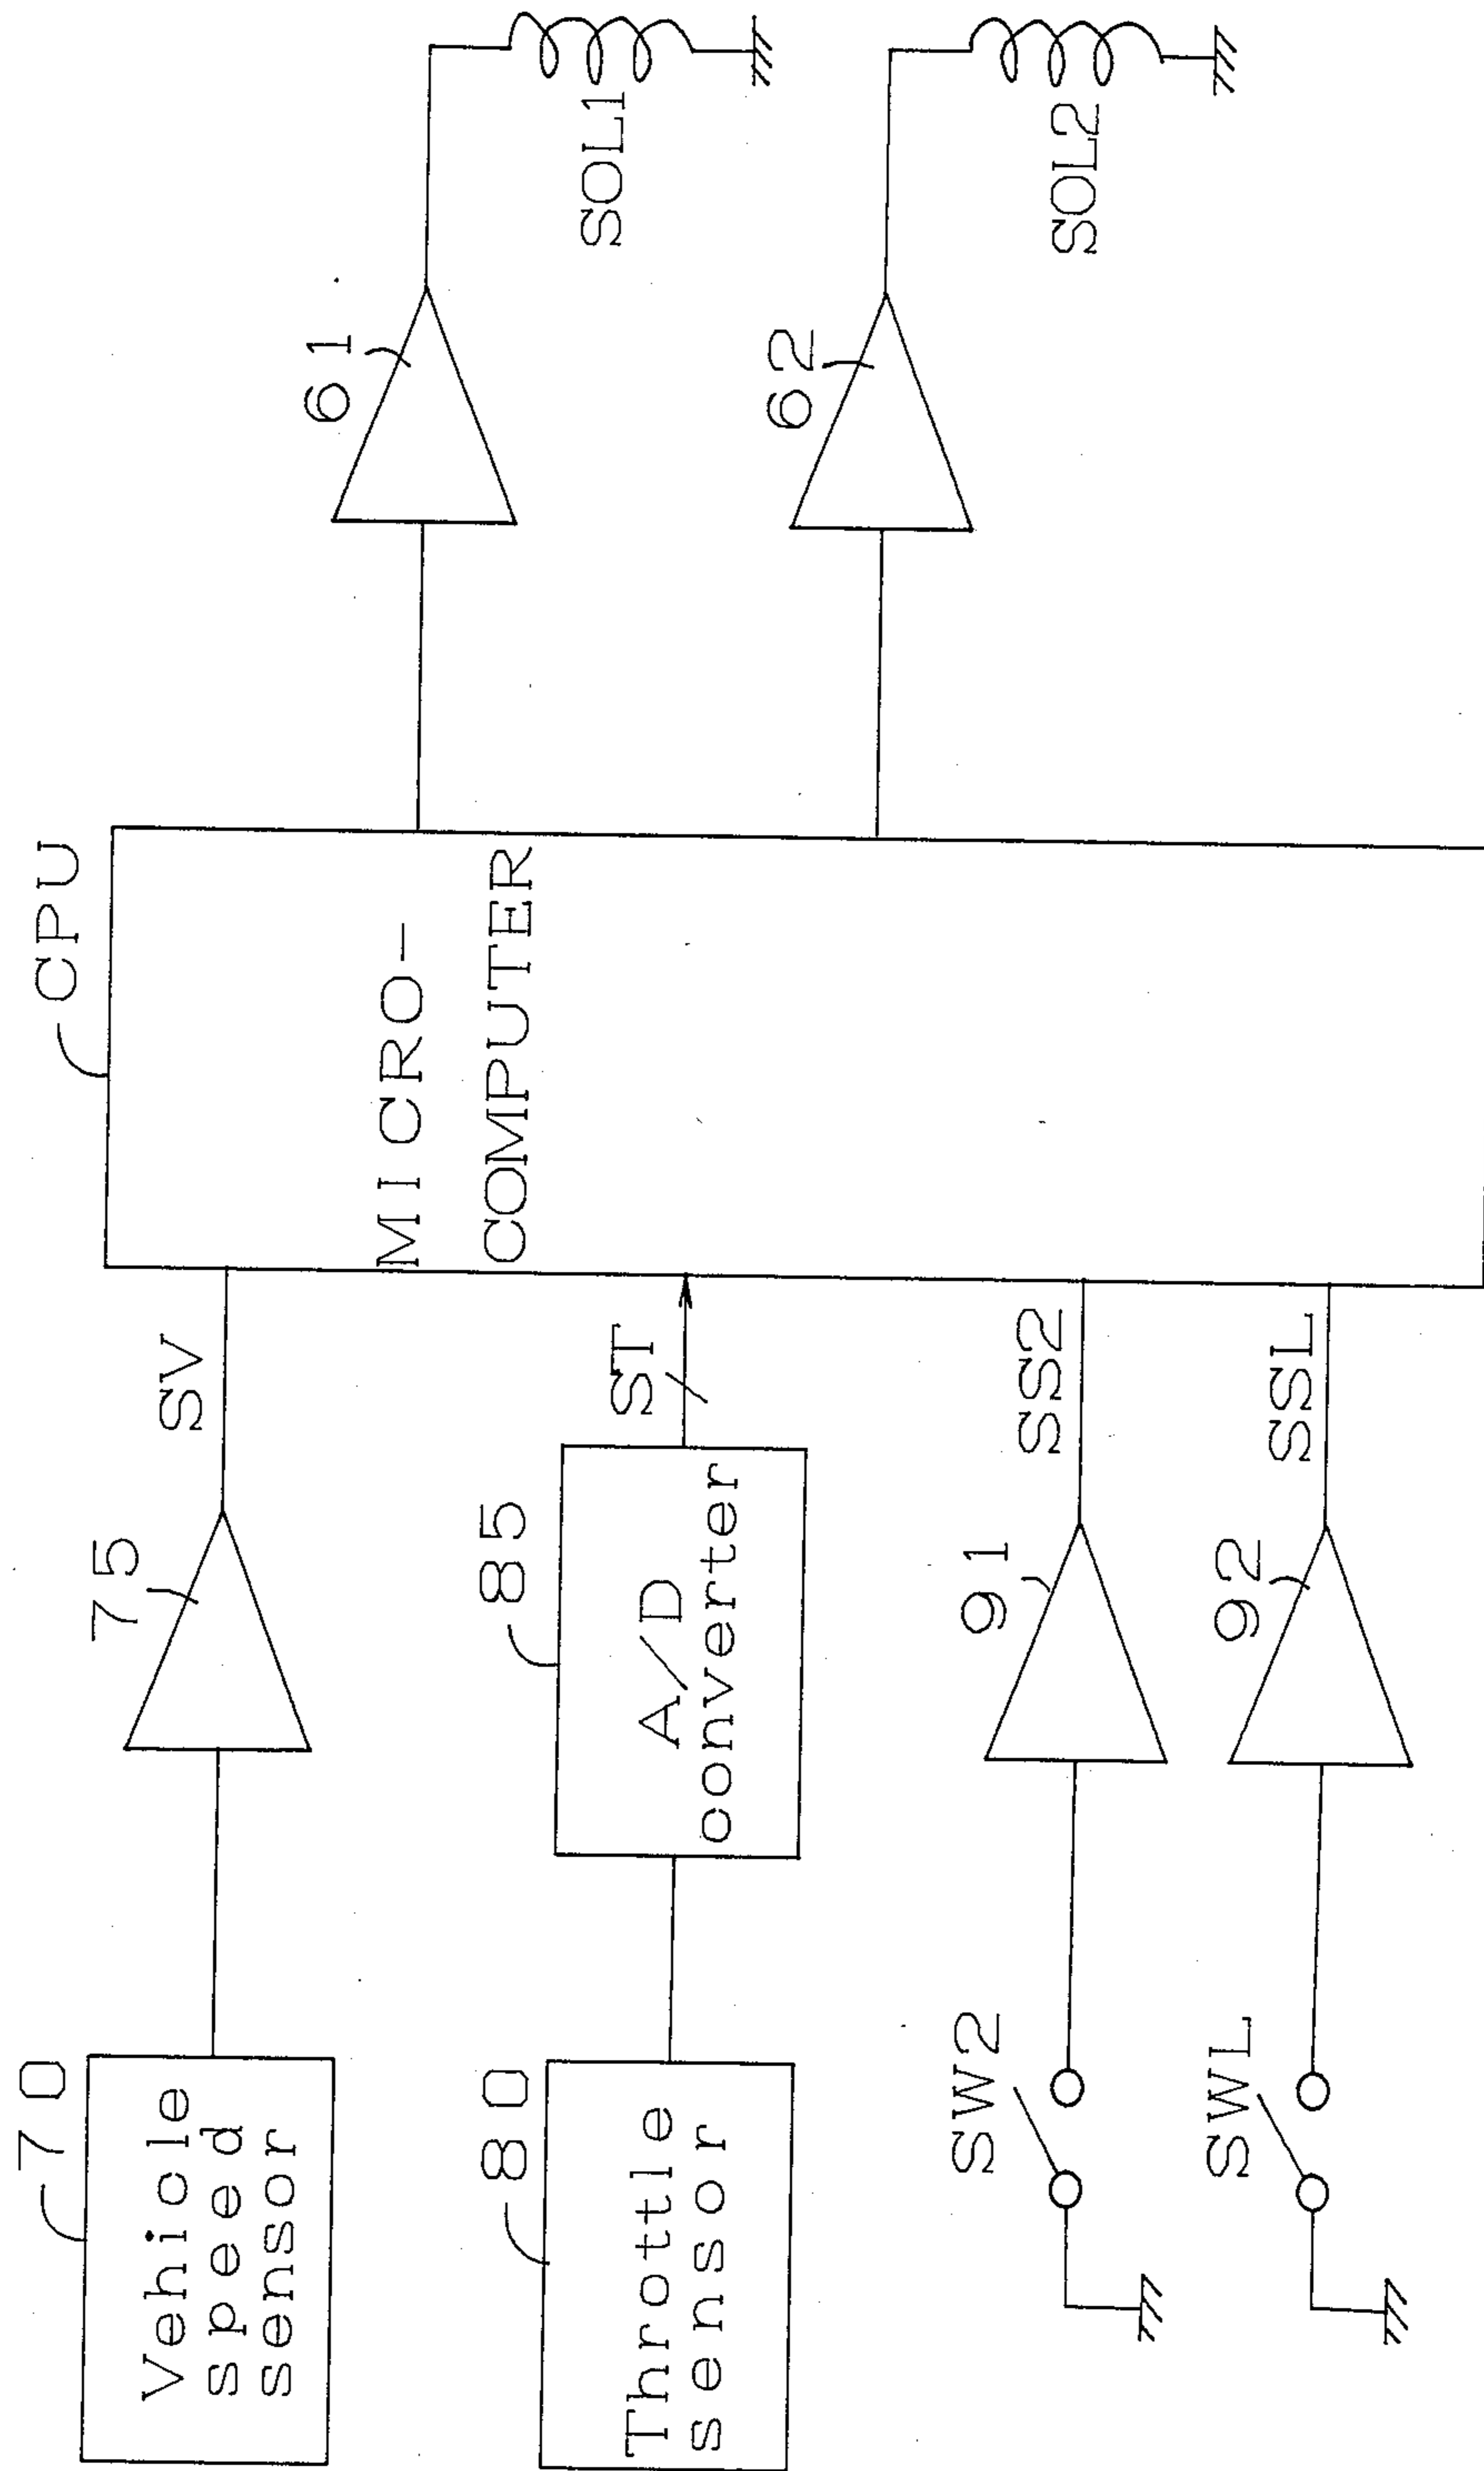 70
Vehicle
speed
sensor
75
SV
80
Throttle
sensor
85
A/D
converter
ST
SW2
91
SS2
SWL
92
SSL
CPU
MICRO-
COMPUTER
61
SOL1
62
SOL2